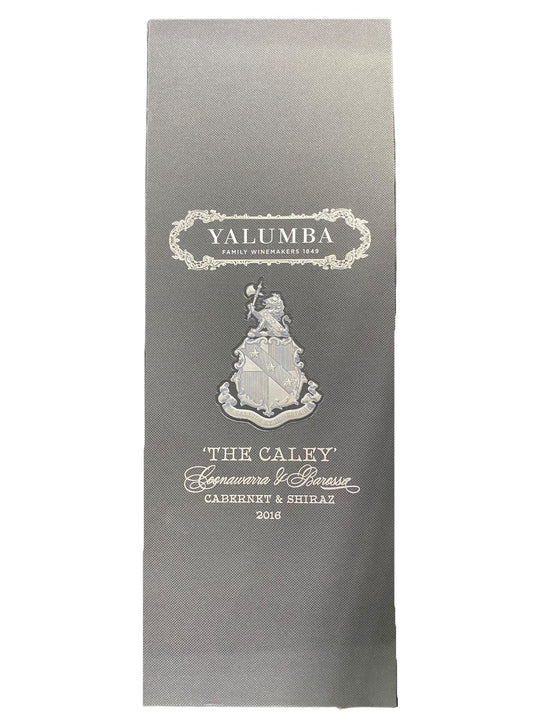 YALUMBA
FAMILY WINEMAKERS 1849
'THE CALEY'
Coonawarra & Barossa
CABERNET & SHIRAZ
2016